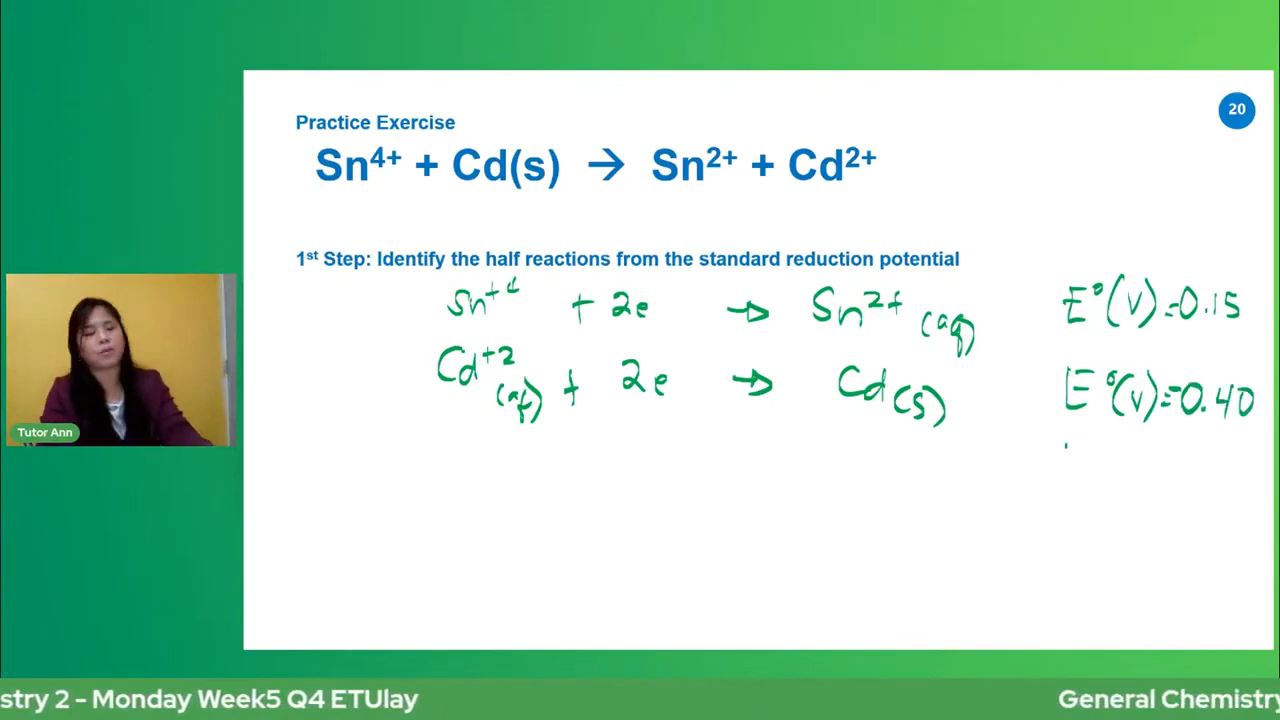 20
Practice Exercise
Sn⁴⁺ + Cd(s) → Sn²⁺ + Cd²⁺
1st Step: Identify the half reactions from the standard reduction potential
Sn⁺⁴ + 2e → Sn²⁺ (aq) E°(V)=0.15
Cd⁺² (aq) + 2e → Cd(s) E°(V)=0.40
Tutor Ann
stry 2 - Monday Week5 Q4 ETUlay
General Chemistry